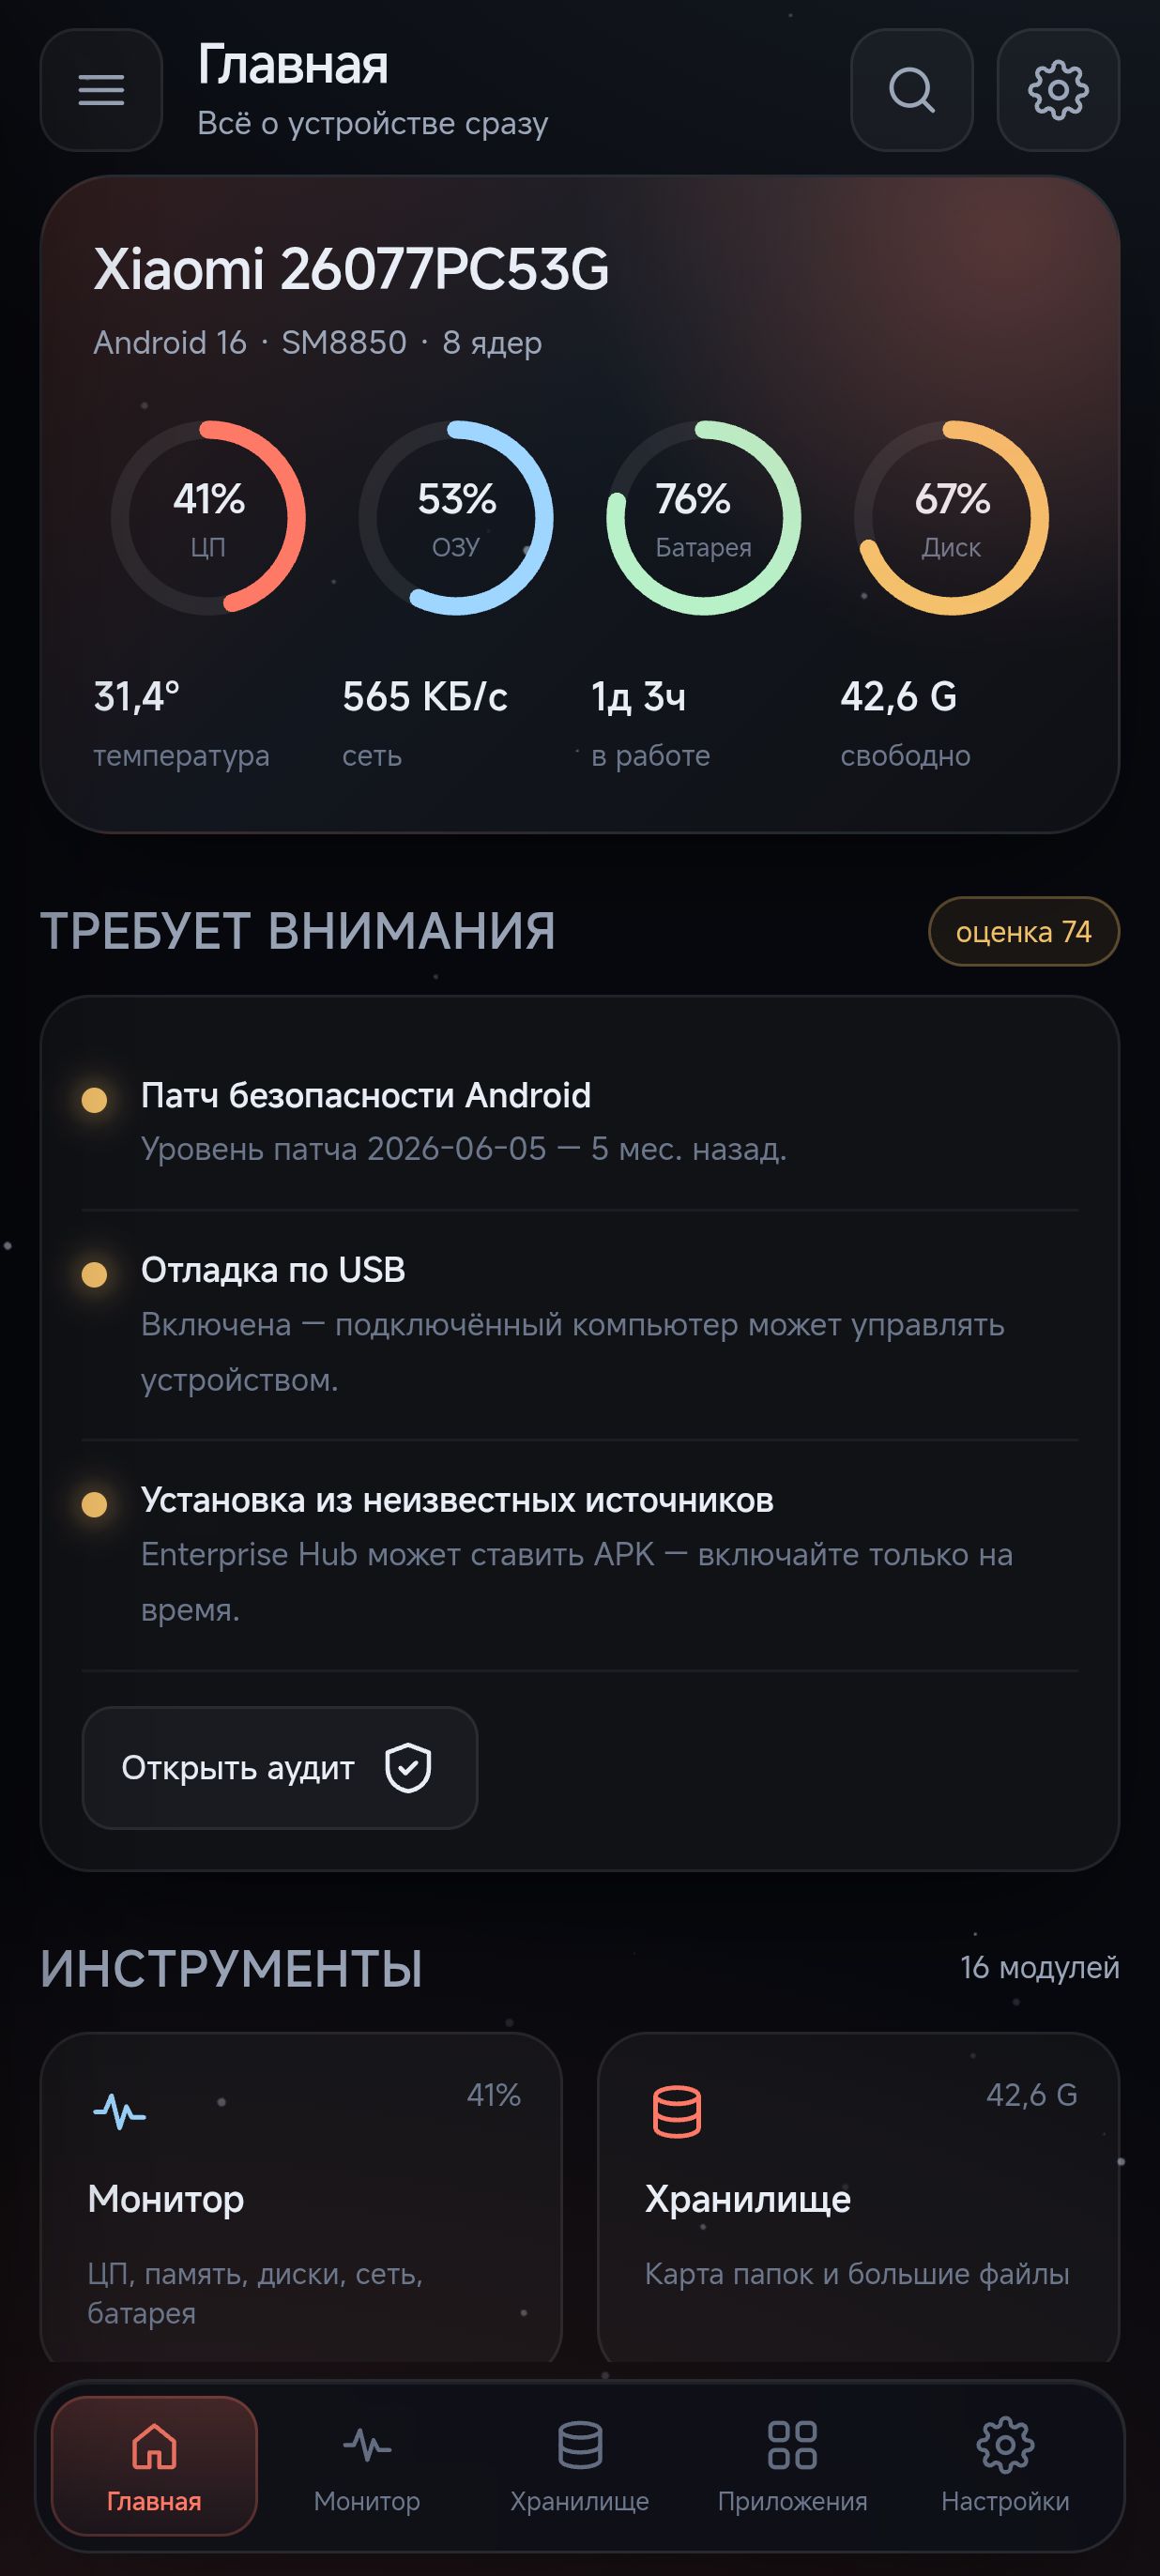 Главная
Всё о устройстве сразу
Xiaomi 26077PC53G
Android 16 · SM8850 · 8 ядер
41%
ЦП
53%
ОЗУ
76%
Батарея
67%
Диск
31,4°
температура
565 КБ/с
сеть
1д 3ч
в работе
42,6 G
свободно
ТРЕБУЕТ ВНИМАНИЯ
оценка 74
Патч безопасности Android
Уровень патча 2026-06-05 — 5 мес. назад.
Отладка по USB
Включена — подключённый компьютер может управлять
устройством.
Установка из неизвестных источников
Enterprise Hub может ставить APK — включайте только на
время.
Открыть аудит
ИНСТРУМЕНТЫ
16 модулей
41%
Монитор
ЦП, память, диски, сеть,
батарея
42,6 G
Хранилище
Карта папок и большие файлы
Главная
Монитор
Хранилище
Приложения
Настройки